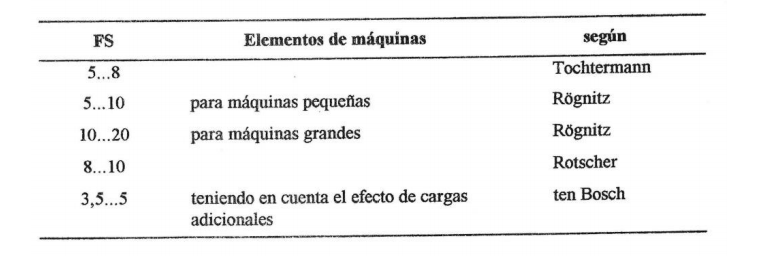 FS Elementos de máquinas según
5...8 Tochtermann
5...10 para máquinas pequeñas Rögnitz
10...20 para máquinas grandes Rögnitz
8...10 Rotscher
3,5...5 teniendo en cuenta el efecto de cargas ten Bosch
adicionales